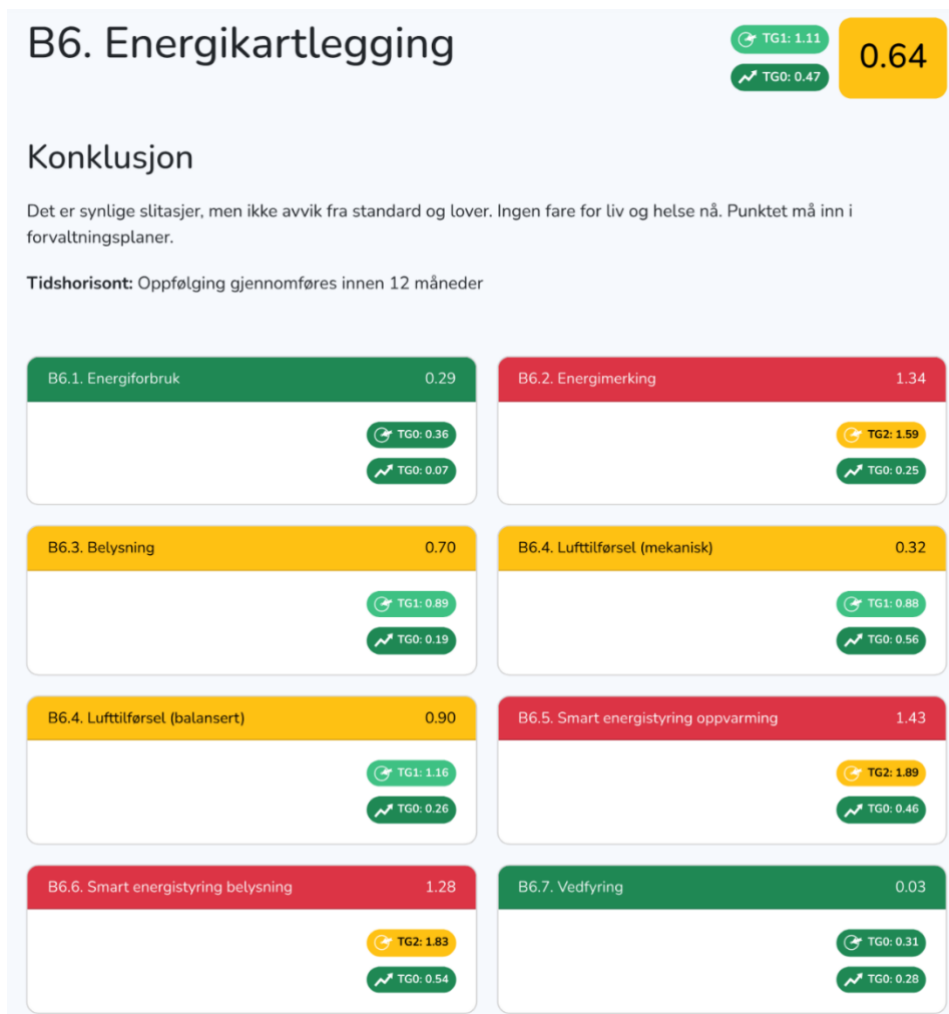 B6. Energikartlegging
TG1: 1.11
TG0: 0.47
0.64
Konklusjon
Det er synlige slitasjer, men ikke avvik fra standard og lover. Ingen fare for liv og helse nå. Punktet må inn i
forvaltningsplaner.
Tidshorisont: Oppfølging gjennomføres innen 12 måneder
B6.1. Energiforbruk 0.29
TG0: 0.36
TG0: 0.07
B6.2. Energimerking 1.34
TG2: 1.59
TG0: 0.25
B6.3. Belysning 0.70
TG1: 0.89
TG0: 0.19
B6.4. Lufttilførsel (mekanisk) 0.32
TG1: 0.88
TG0: 0.56
B6.4. Lufttilførsel (balansert) 0.90
TG1: 1.16
TG0: 0.26
B6.5. Smart energistyring oppvarming 1.43
TG2: 1.89
TG0: 0.46
B6.6. Smart energistyring belysning 1.28
TG2: 1.83
TG0: 0.54
B6.7. Vedfyring 0.03
TG0: 0.31
TG0: 0.28